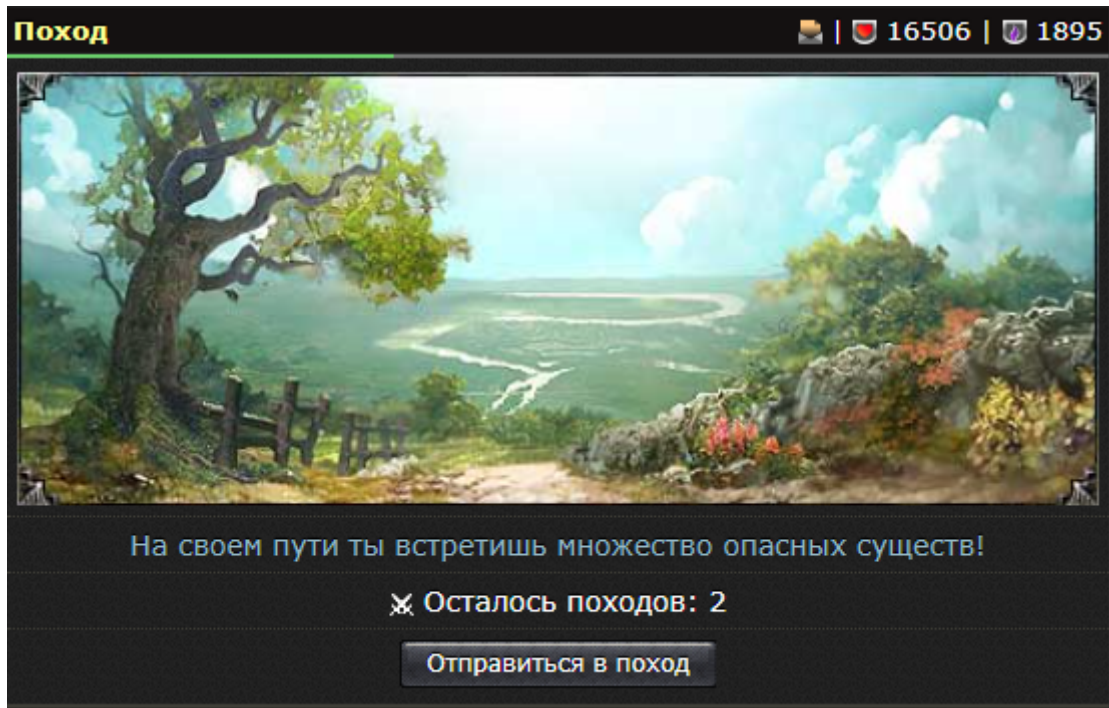 Поход | 16506 | 1895
На своем пути ты встретишь множество опасных существ!
Осталось походов: 2
Отправиться в поход